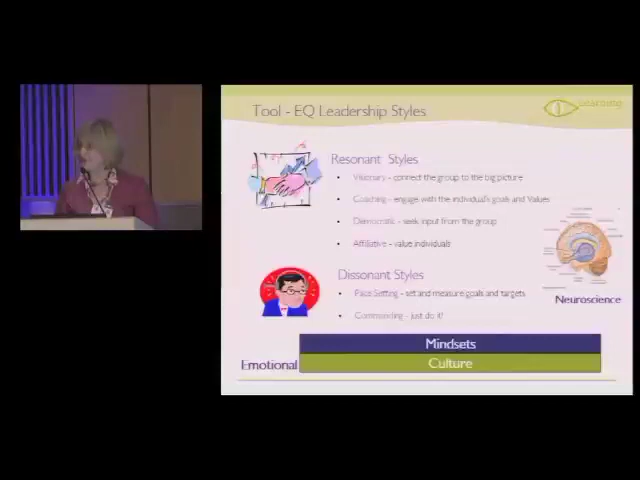 Tool - EQ Leadership Styles
Learning
Resonant Styles
• Visionary - connect the group to the big picture
• Coaching - engage with the individual's goals and Values
• Democratic - seek input from the group
• Affiliative - value individuals
Dissonant Styles
• Pace Setting - set and measure goals and targets
• Commanding - just do it!
Neuroscience
Mindsets
Emotional
Culture